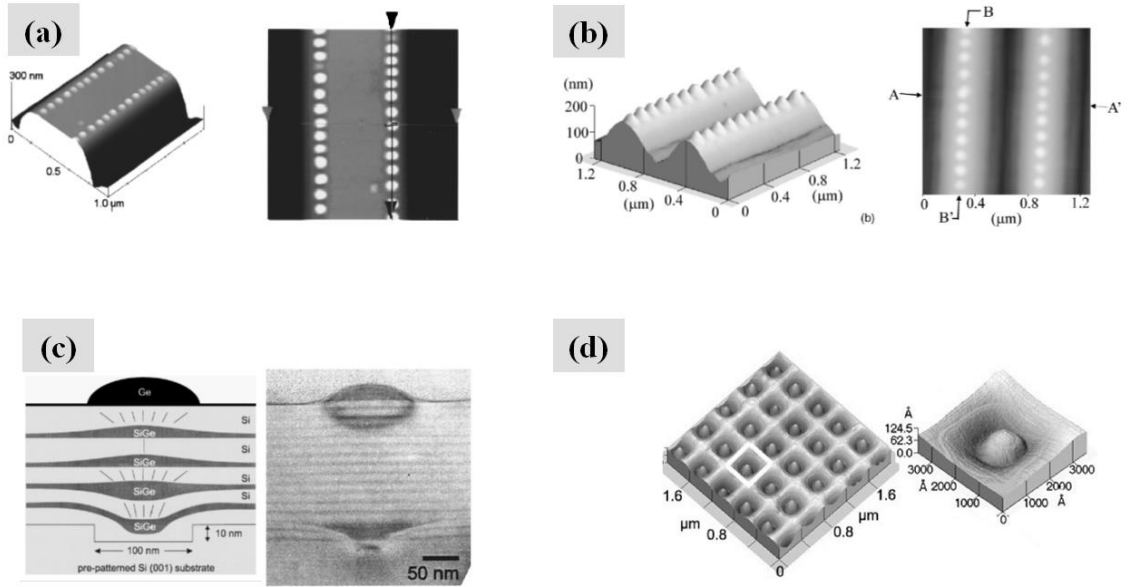 (a)
300 nm
0
0.5
1.0 µm
(b)
(nm)
200
100
0
1.2
0.8
(µm)
0.4
0
0
0.4
(µm)
0.8
1.2
(b)
B
A
A'
B'
0
0.4
0.8
1.2
(µm)
(c)
Ge
Si
SiGe
Si
SiGe
Si
SiGe
Si
SiGe
10 nm
100 nm
pre-patterned Si (001) substrate
50 nm
(d)
1.6
µm
0.8
0
0.8
µm
1.6
Å
124.5
62.3
0.0
3000
Å 2000
1000
0
1000
Å
2000
3000